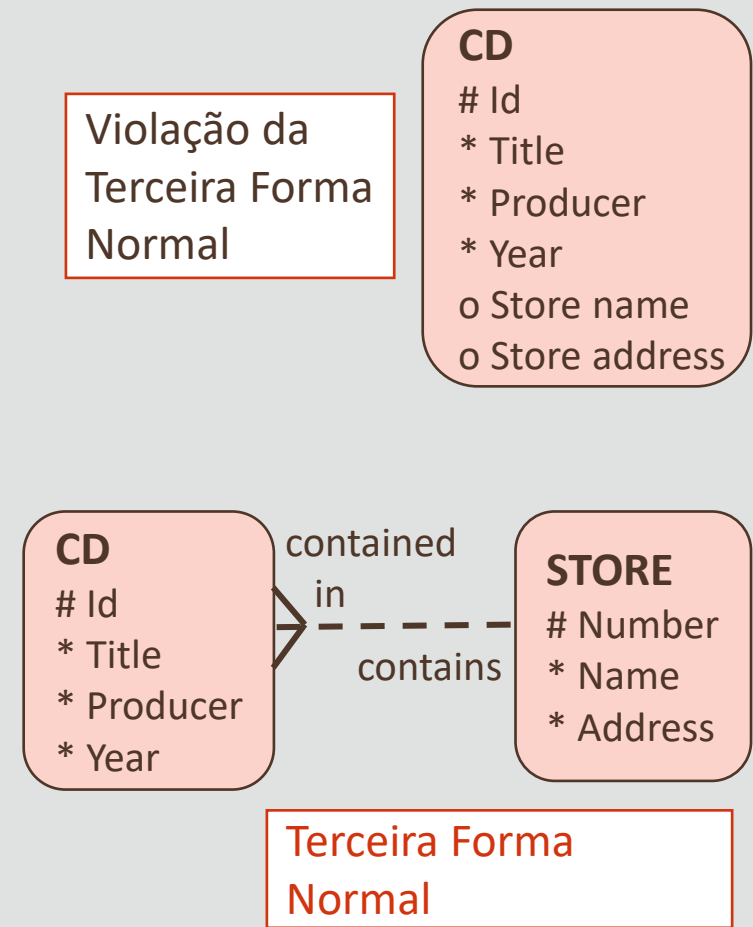 Violação da
Terceira Forma
Normal
CD
# Id
* Title
* Producer
* Year
o Store name
o Store address
CD
# Id
* Title
* Producer
* Year
contained
in
contains
STORE
# Number
* Name
* Address
Terceira Forma
Normal